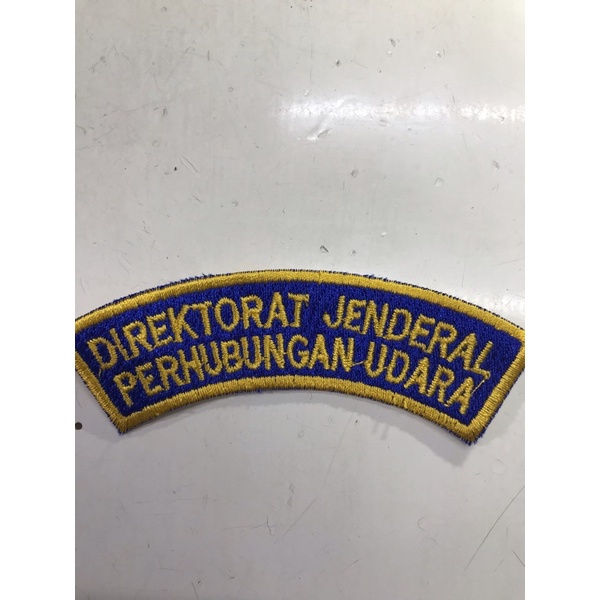 DIREKTORAT JENDERAL
PERHUBUNGAN UDARA